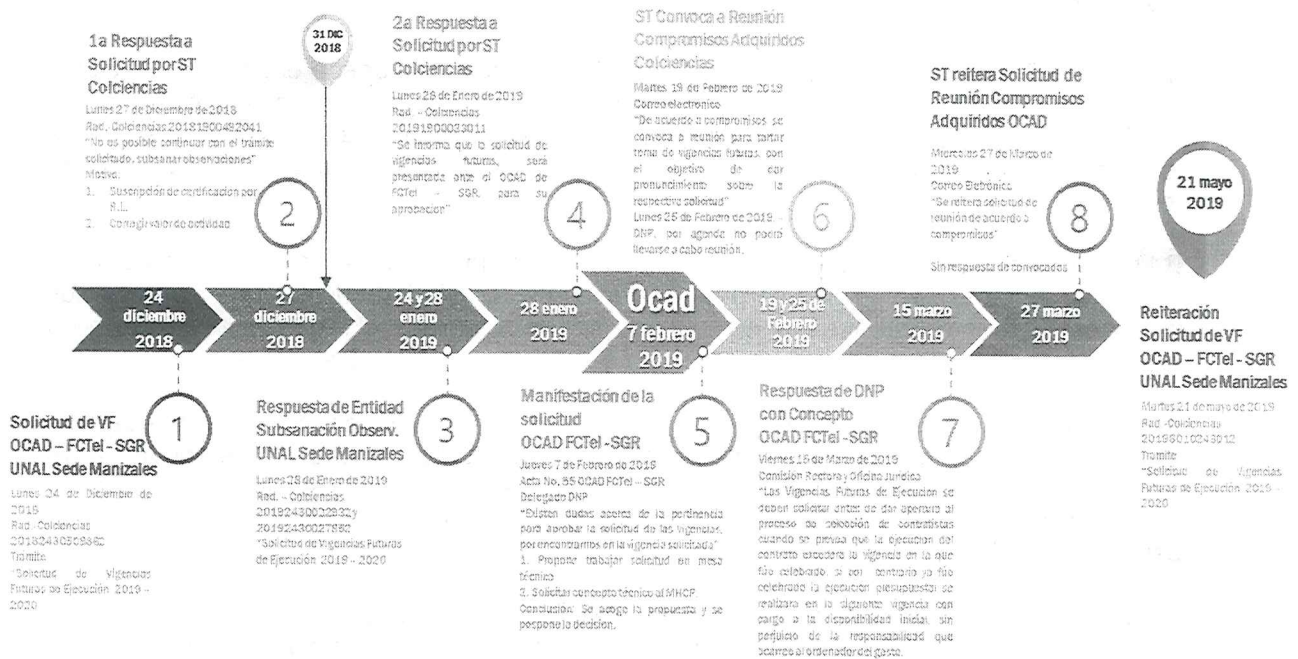 31 DIC
2018
1a Respuesta a
Solicitud por ST
Colciencias
Lunes 27 de Diciembre de 2018
Rad. Colciencias 20181900492041
"No es posible continuar con el trámite
solicitado, subsanar observaciones"
Motivo:
1. Suscripción de certificación por
R.L.
2. Corregir valor de actividad
2
2a Respuesta a
Solicitud por ST
Colciencias
Lunes 28 de Enero de 2019
Rad. - Colciencias
20191900033011
"Se informa que la solicitud de
vigencias futuras, será
presentada ante el OCAD de
FCTeI - SGR, para su
aprobación"
4
ST Convoca a Reunión
Compromisos Adquiridos
Colciencias
Martes 19 de Febrero de 2019
Correo electronico
"De acuerdo a compromisos se
convoca a reunión para tratar
tema de vigencias futuras, con
el objetivo de dar
pronuncimiento sobre la
respectiva solicitud"
Lunes 25 de Febrero de 2019 -
DNP, por agenda no podrá
llevarse a cabo reunión.
6
ST reitera Solicitud de
Reunión Compromisos
Adquiridos OCAD
Miercoles 27 de Marzo de
2019
Correo Eletrónico
"Se reitera solicitud de
reunión de acuerdo a
compromisos"
Sin respuesta de convocados
8
21 mayo
2019
24
diciembre
2018
27
diciembre
2018
24 y 28
enero
2019
28 enero
2019
Ocad
7 febrero
2019
19 y 25 de
Febrero
2019
15 marzo
2019
27 marzo
2019
Solicitud de VF
OCAD – FCTeI - SGR
UNAL Sede Manizales
Lunes 24 de Diciembre de
2018
Rad.-Colciencias
Tramite
"Solicitud de Vigencias
Futuras de Ejecución 2019 –
2020
1
Respuesta de Entidad
Subsanación Observ.
UNAL Sede Manizales
Lunes 28 de Enero de 2019
Rad. – Colciencias
"Solicitud de Vigencias Futuras
de Ejecución 2019 - 2020
3
Manifestación de la
solicitud
OCAD FCTeI -SGR
Jueves 7 de Febrero de 2019
Acta No. 55 OCAD FCTeI – SGR
Delegado DNP
"Existen dudas acerca de la pertinencia
para aprobar la solicitud de las vigencias,
por encontrarnos en la vigencia solicitada"
1. Propone trabajar solicitud en mesa
técnica
2. Solicitar concepto técnico al MHCP.
Conclusión: Se acoge la propuesta y se
pospone la decisión.
5
Respuesta de DNP
con Concepto
OCAD FCTeI -SGR
Viernes 15 de Marzo de 2019
Comisión Rectora y Oficina Jurídica
"Las Vigencias Futuras de Ejecución se
deben solicitar antes de dar apertura al
proceso de selección de contratistas
cuando se prevea que la ejecución del
contrato excederá la vigencia en la que
fue celebrado, si por contrario ya fue
celebrado la ejecución presupuestal se
realizara en la siguiente vigencia con
cargo a la disponibilidad inicial, sin
perjuicio de la responsabilidad que
acarrea al ordenador del gasto.
7
Reiteración
Solicitud de VF
OCAD – FCTeI - SGR
UNAL Sede Manizales
Martes 21 de mayo de 2019
Rad.-Colciencias
Tramite
"Solicitud de Vigencias
Futuras de Ejecución 2019 –
2020